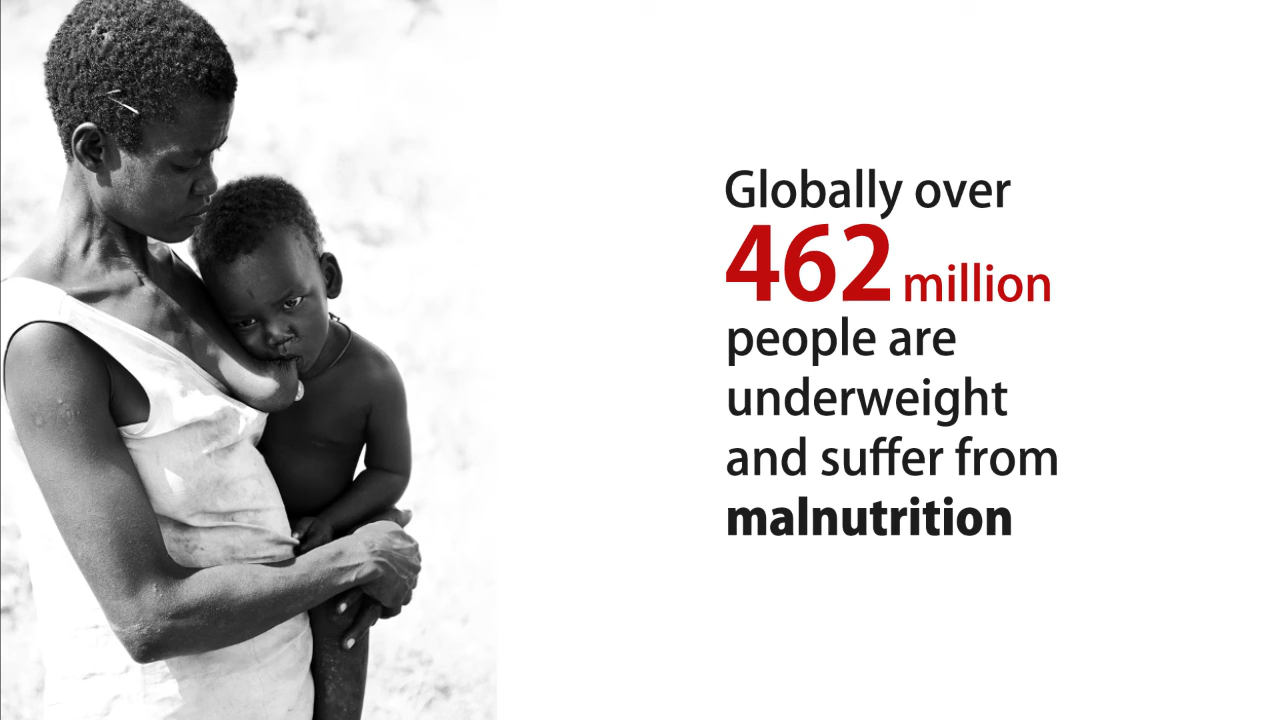 Globally over
462 million
people are
underweight
and suffer from
malnutrition